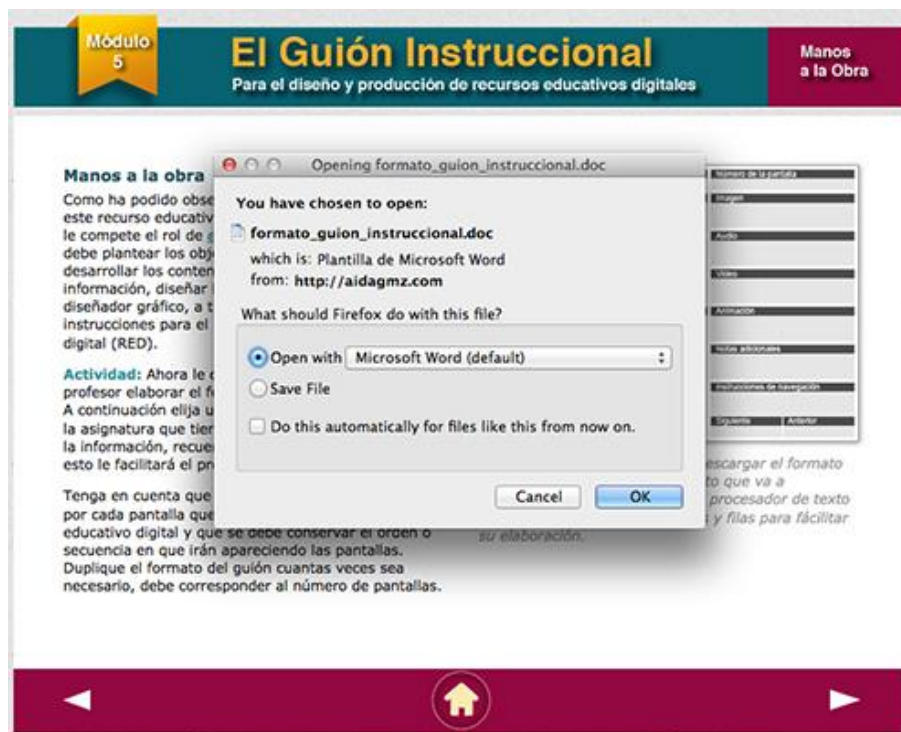 Módulo
5
El Guión Instruccional
Para el diseño y producción de recursos educativos digitales
Manos
a la Obra
Manos a la obra
Como ha podido obse
este recurso educativ
le compete el rol de
debe plantear los obj
desarrollar los conten
información, diseñar
diseñador gráfico, a t
instrucciones para el
digital (RED).
Actividad: Ahora le
profesor elaborar el f
A continuación elija u
la asignatura que tier
la información, recue
esto le facilitará el pr
Tenga en cuenta que
por cada pantalla que
educativo digital y que se debe conservar el orden o
secuencia en que irán apareciendo las pantallas.
Duplique el formato del guión cuantas veces sea
necesario, debe corresponder al número de pantallas.
Opening formato_guion_instruccional.doc
You have chosen to open:
formato_guion_instruccional.doc
which is: Plantilla de Microsoft Word
from: http://aidagmz.com
What should Firefox do with this file?
Open with Microsoft Word (default)
Save File
Do this automatically for files like this from now on.
Cancel OK
Número de la pantalla
Imagen
Audio
Video
Animación
Notas adicionales
Instrucciones de navegación
Siguiente Anterior
escargar el formato
to que va a
procesador de texto
s y filas para fácilitar
su elaboración.